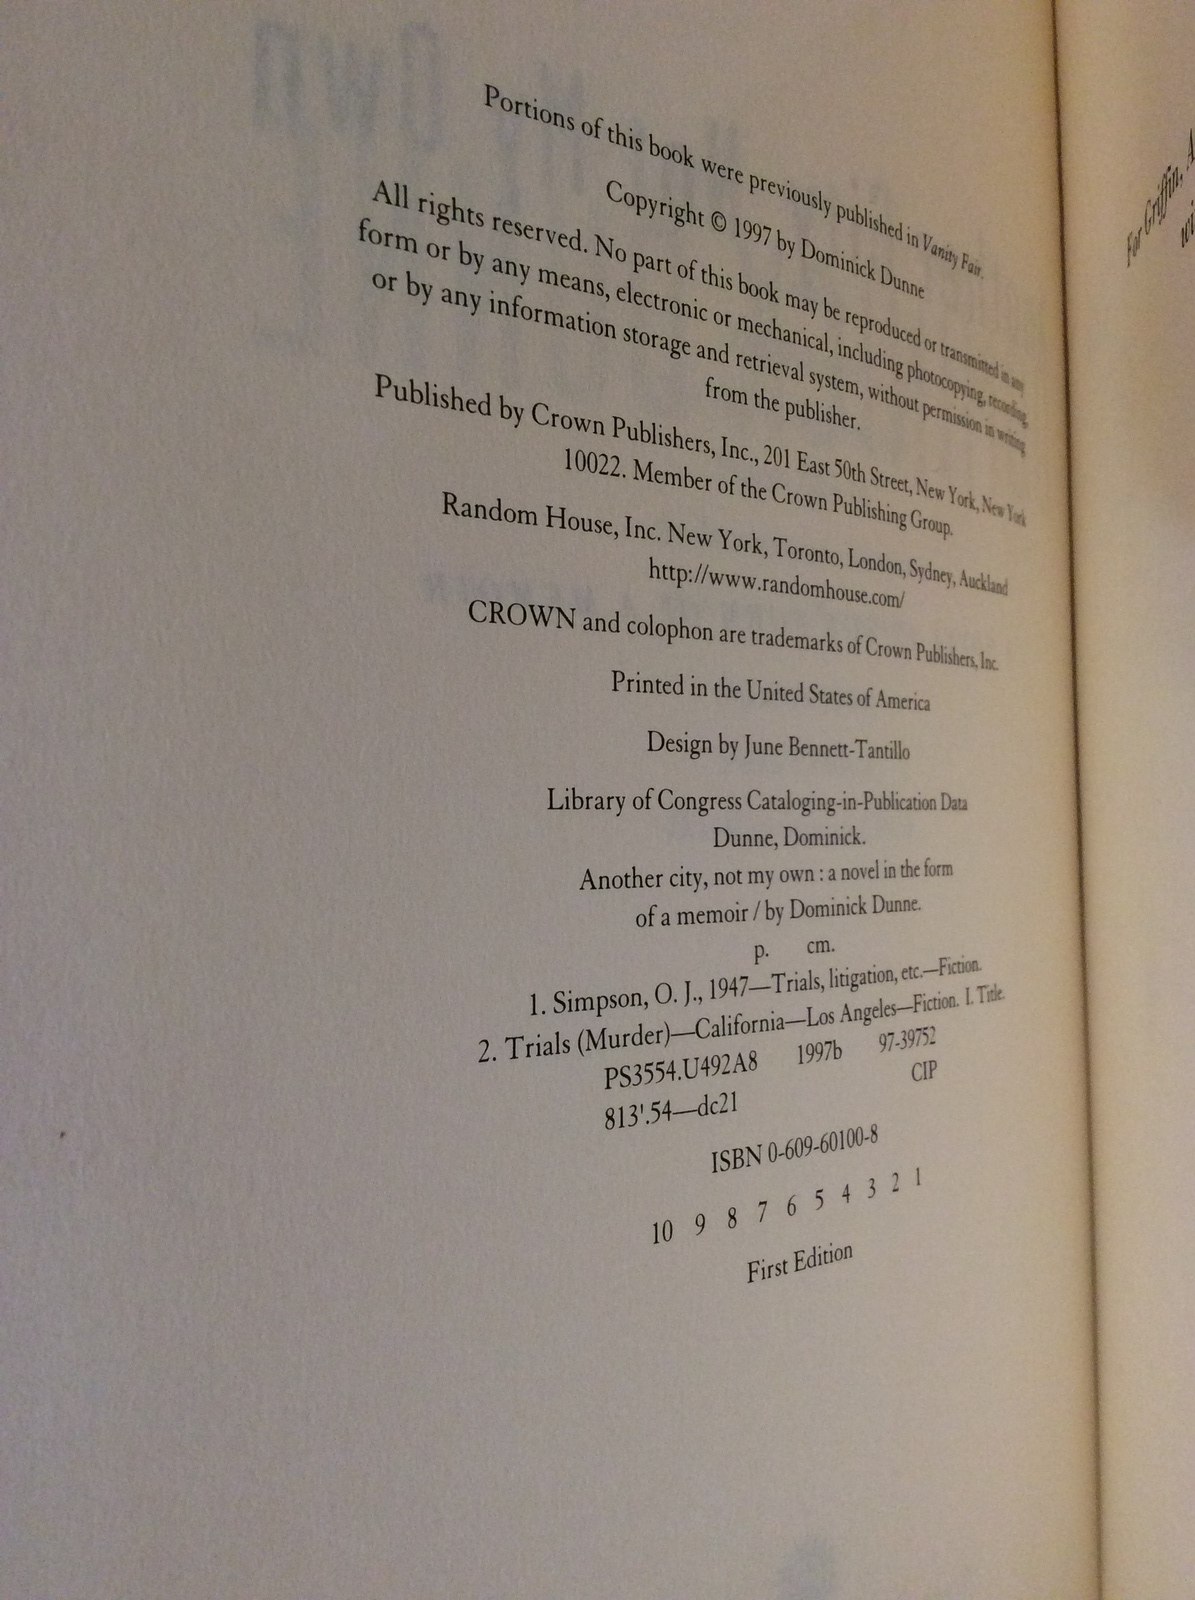 Portions of this book were previously published in Vanity Fair.
Copyright © 1997 by Dominick Dunne
All rights reserved. No part of this book may be reproduced or transmitted in any
form or by any means, electronic or mechanical, including photocopying, recording,
or by any information storage and retrieval system, without permission in writing
from the publisher.
Published by Crown Publishers, Inc., 201 East 50th Street, New York, New York
10022. Member of the Crown Publishing Group.
Random House, Inc. New York, Toronto, London, Sydney, Auckland
http://www.randomhouse.com/
CROWN and colophon are trademarks of Crown Publishers, Inc.
Printed in the United States of America
Design by June Bennett-Tantillo
Library of Congress Cataloging-in-Publication Data
Dunne, Dominick.
Another city, not my own : a novel in the form
of a memoir / by Dominick Dunne.
p. cm.
1. Simpson, O. J., 1947—Trials, litigation, etc.—Fiction.
2. Trials (Murder)—California—Los Angeles—Fiction. I. Title.
PS3554.U492A8 1997b 97-39752
813'.54—dc21 CIP
ISBN 0-609-60100-8
10 9 8 7 6 5 4 3 2 1
First Edition
For Griffin,